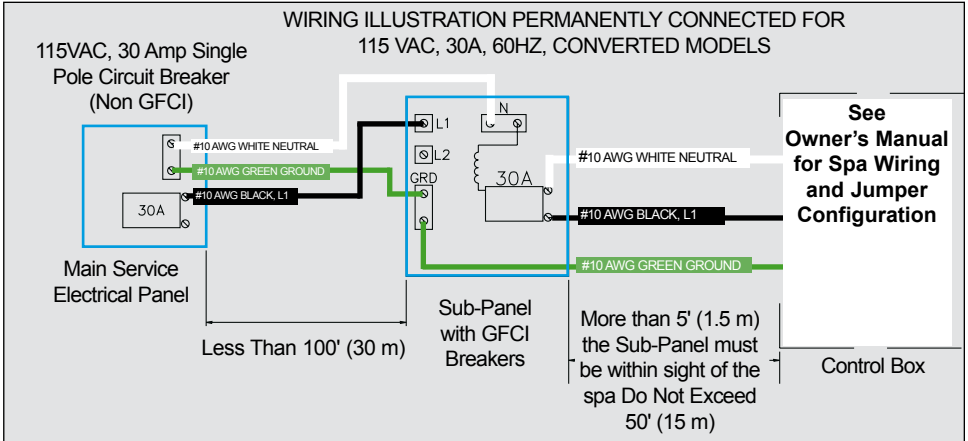 WIRING ILLUSTRATION PERMANENTLY CONNECTED FOR
115 VAC, 30A, 60HZ, CONVERTED MODELS
115VAC, 30 Amp Single
Pole Circuit Breaker
(Non GFCI)
#10 AWG WHITE NEUTRAL
#10 AWG GREEN GROUND
#10 AWG BLACK, L1
30A
Main Service
Electrical Panel
Less Than 100' (30 m)
N
L1
L2
GRD
30A
Sub-Panel
with GFCI
Breakers
#10 AWG WHITE NEUTRAL
#10 AWG BLACK, L1
#10 AWG GREEN GROUND
More than 5' (1.5 m)
the Sub-Panel must
be within sight of the
spa Do Not Exceed
50' (15 m)
See
Owner's Manual
for Spa Wiring
and Jumper
Configuration
Control Box